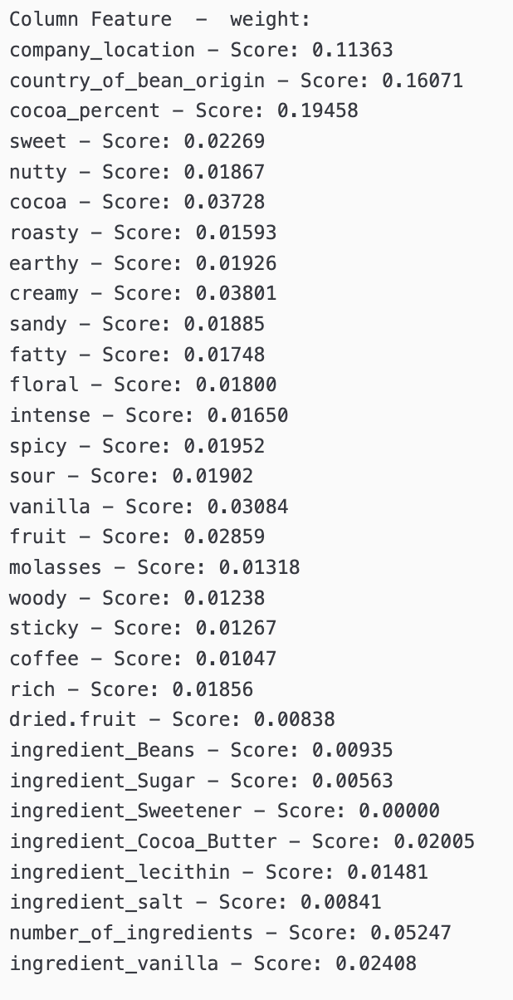 Column Feature  –  weight:
company_location – Score: 0.11363
country_of_bean_origin – Score: 0.16071
cocoa_percent – Score: 0.19458
sweet – Score: 0.02269
nutty – Score: 0.01867
cocoa – Score: 0.03728
roasty – Score: 0.01593
earthy – Score: 0.01926
creamy – Score: 0.03801
sandy – Score: 0.01885
fatty – Score: 0.01748
floral – Score: 0.01800
intense – Score: 0.01650
spicy – Score: 0.01952
sour – Score: 0.01902
vanilla – Score: 0.03084
fruit – Score: 0.02859
molasses – Score: 0.01318
woody – Score: 0.01238
sticky – Score: 0.01267
coffee – Score: 0.01047
rich – Score: 0.01856
dried.fruit – Score: 0.00838
ingredient_Beans – Score: 0.00935
ingredient_Sugar – Score: 0.00563
ingredient_Sweetener – Score: 0.00000
ingredient_Cocoa_Butter – Score: 0.02005
ingredient_lecithin – Score: 0.01481
ingredient_salt – Score: 0.00841
number_of_ingredients – Score: 0.05247
ingredient_vanilla – Score: 0.02408